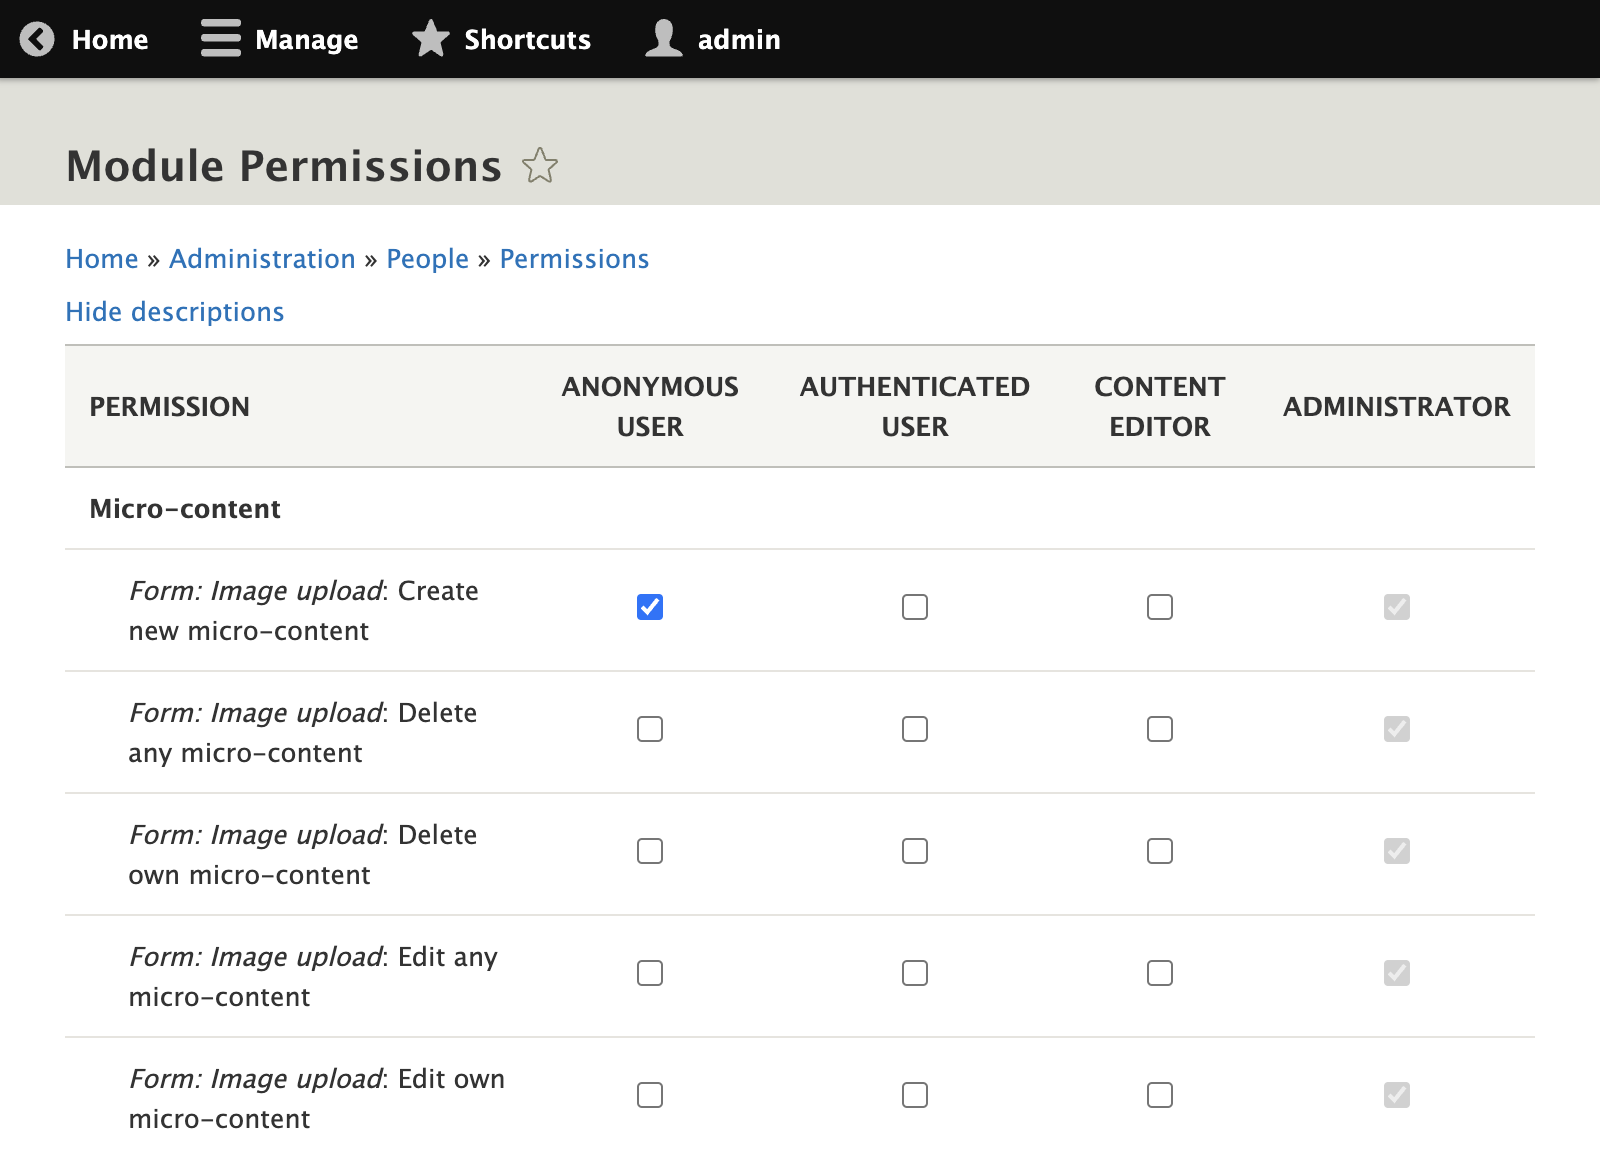 Home Manage Shortcuts admin
Module Permissions
Home » Administration » People » Permissions
Hide descriptions
PERMISSION
ANONYMOUS
USER
AUTHENTICATED
USER
CONTENT
EDITOR
ADMINISTRATOR
Micro-content
Form: Image upload: Create
new micro-content
Form: Image upload: Delete
any micro-content
Form: Image upload: Delete
own micro-content
Form: Image upload: Edit any
micro-content
Form: Image upload: Edit own
micro-content